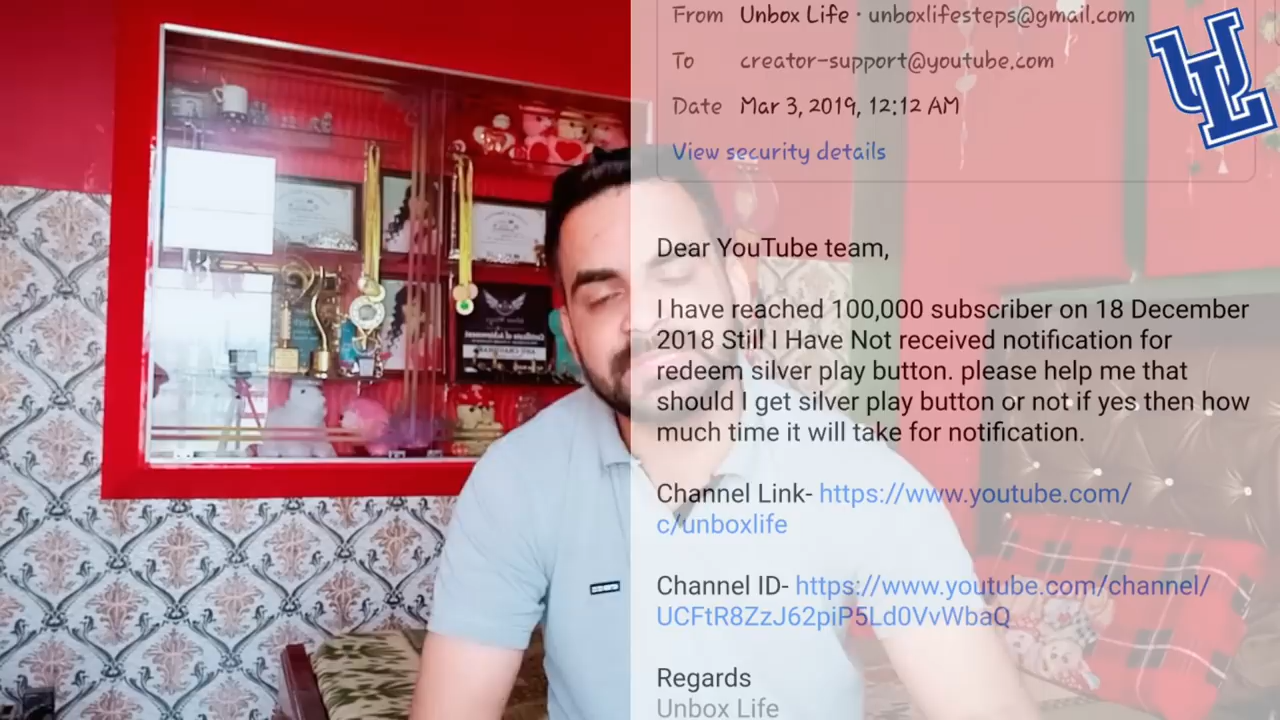 From Unbox Life · unboxlifesteps@gmail.com
To creator-support@youtube.com
Date Mar 3, 2019, 12:12 AM
View security details
Dear YouTube team,
I have reached 100,000 subscriber on 18 December
2018 Still I Have Not received notification for
redeem silver play button. please help me that
should I get silver play button or not if yes then how
much time it will take for notification.
Channel Link- https://www.youtube.com/
c/unboxlife
Channel ID- https://www.youtube.com/channel/
UCFtR8ZzJ62piP5Ld0VvWbaQ
Regards
Unbox Life
UL